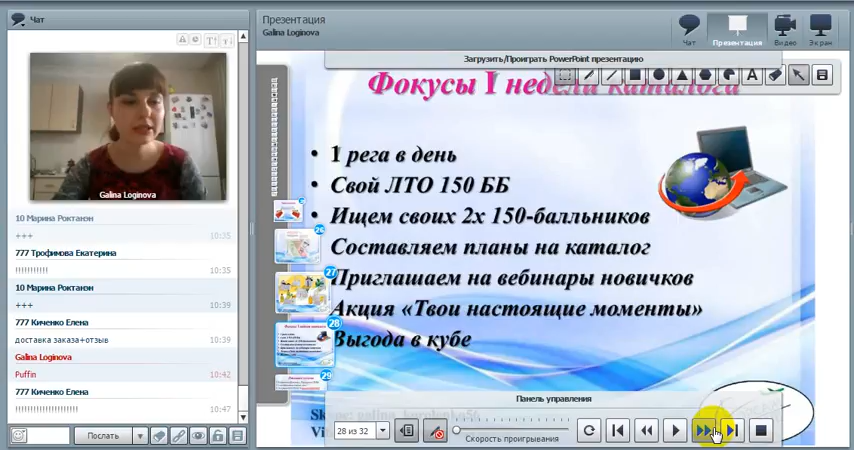 Чат
Galina Loginova
10 Марина Роктанэн
+++
10:35
777 Трофимова Екатерина
!!!!!!!!!!!
10:35
10 Марина Роктанэн
+++
10:39
777 Киченко Елена
доставка заказа+отзыв
10:39
Galina Loginova
Puffin
10:42
777 Киченко Елена
!!!!!!!!!!!!!!!!!!!!!
10:47
Послать
Презентация
Galina Loginova
Чат
Презентация
Видео
Экран
Загрузить/Проиграть PowerPoint презентацию
Фокусы I недели каталога
• 1 рега в день
• Свой ЛТО 150 ББ
• Ищем своих 2х 150-балльников
Составляем планы на каталог
Приглашаем на вебинары новичков
Акция «Твои настоящие моменты»
Выгода в кубе
26
27
28
29
Панель управления
28 из 32
Скорость проигрывания